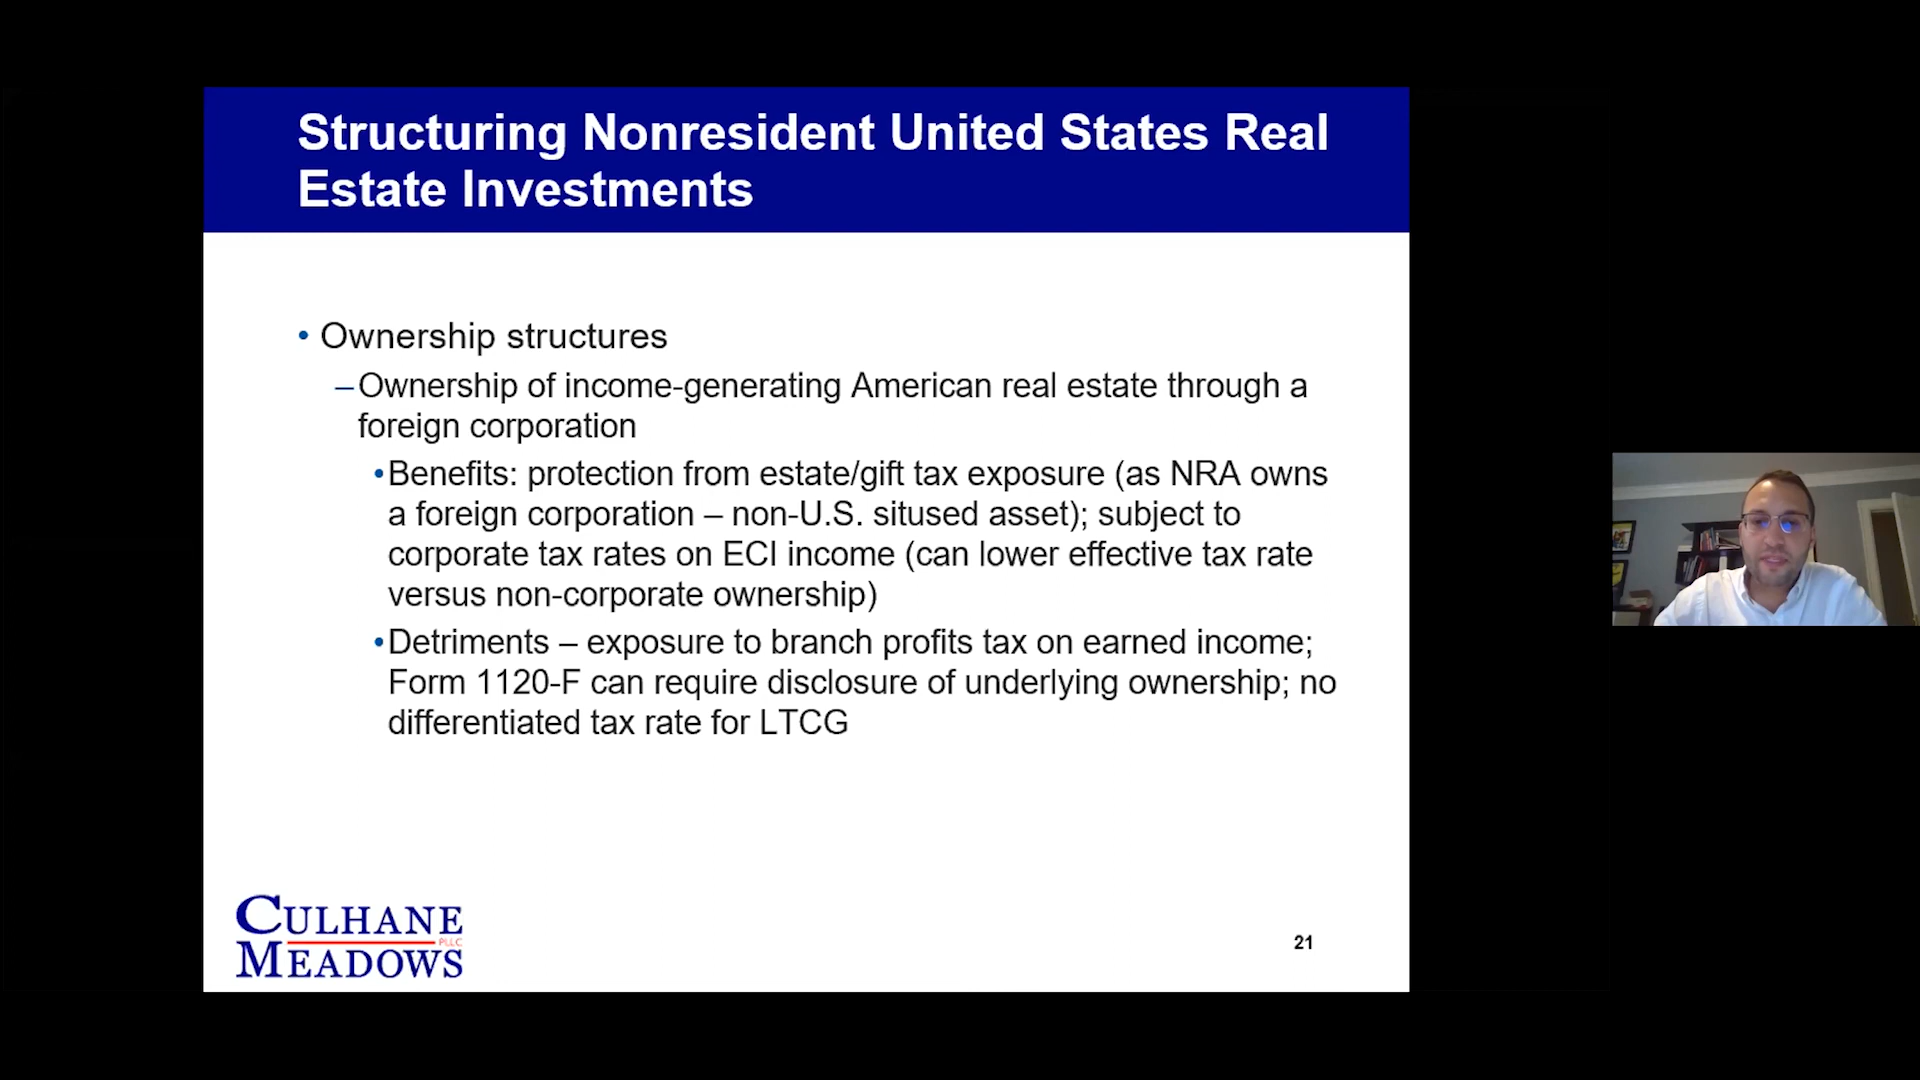 Structuring Nonresident United States Real
Estate Investments
• Ownership structures
–Ownership of income-generating American real estate through a
foreign corporation
•Benefits: protection from estate/gift tax exposure (as NRA owns
a foreign corporation – non-U.S. sitused asset); subject to
corporate tax rates on ECI income (can lower effective tax rate
versus non-corporate ownership)
•Detriments – exposure to branch profits tax on earned income;
Form 1120-F can require disclosure of underlying ownership; no
differentiated tax rate for LTCG
CULHANE
PLLC
MEADOWS
21